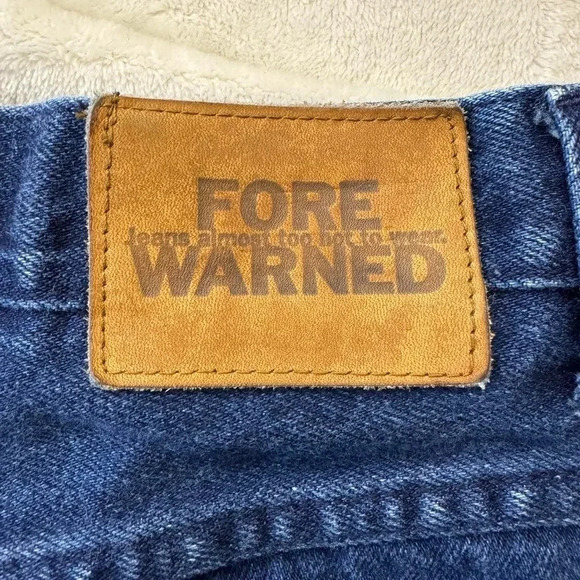 FORE
Jeans almost too hot to wear.
WARNED